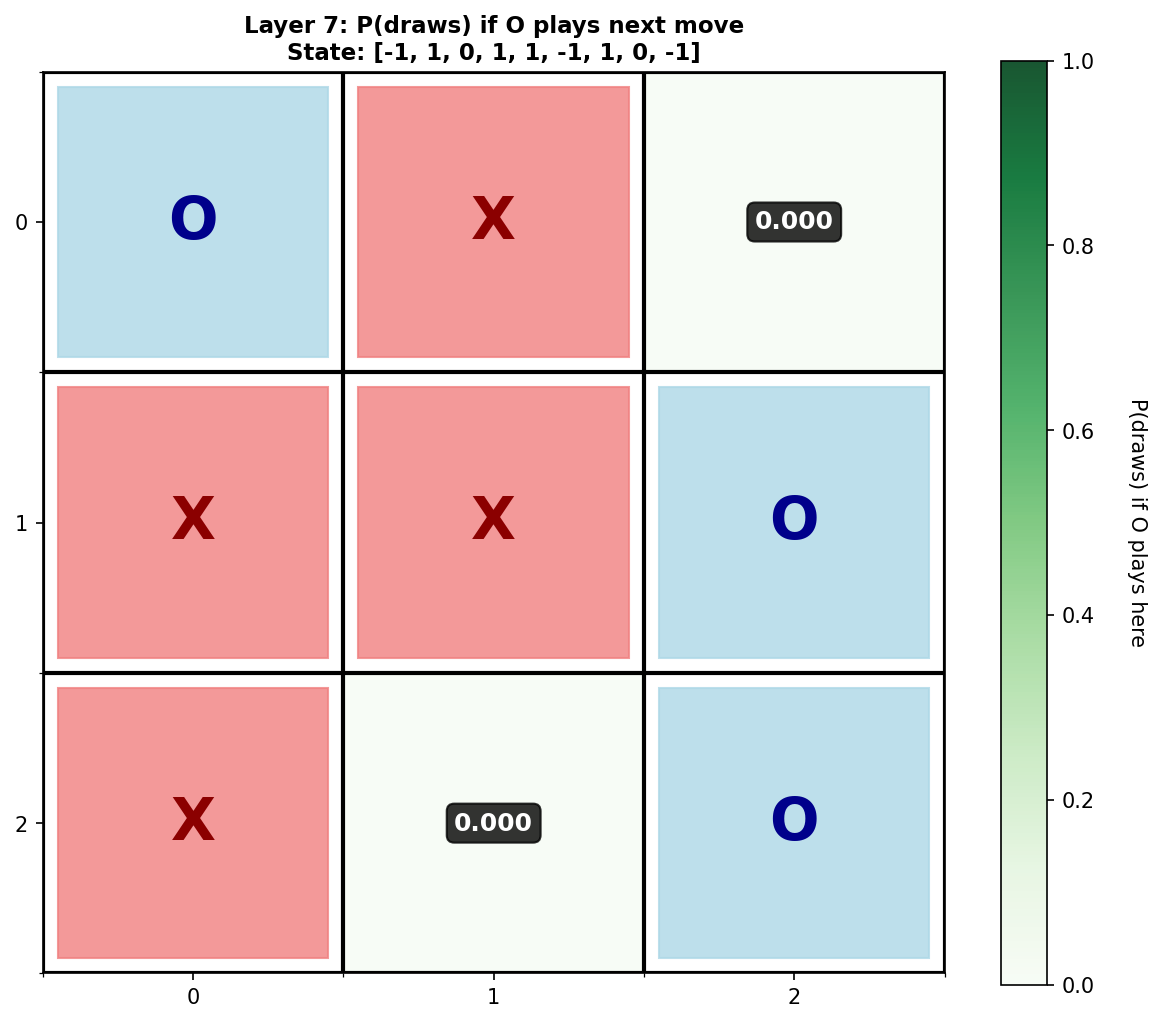 Layer 7: P(draws) if O plays next move
State: [-1, 1, 0, 1, 1, -1, 1, 0, -1]
0
O
X
0.000
1
X
X
O
2
X
0.000
O
0
1
2
1.0
0.8
0.6
0.4
0.2
0.0
P(draws) if O plays here